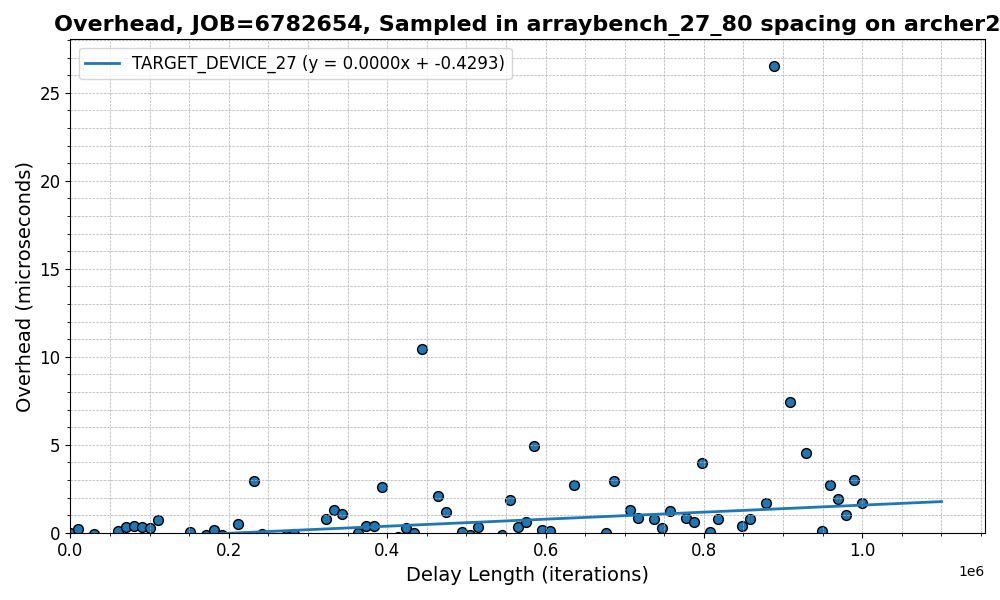 Overhead, JOB=6782654, Sampled in arraybench_27_80 spacing on archer2
TARGET_DEVICE_27 (y = 0.0000x + -0.4293)
Overhead (microseconds)
25
20
15
10
5
0
0.0 0.2 0.4 0.6 0.8 1.0
1e6
Delay Length (iterations)